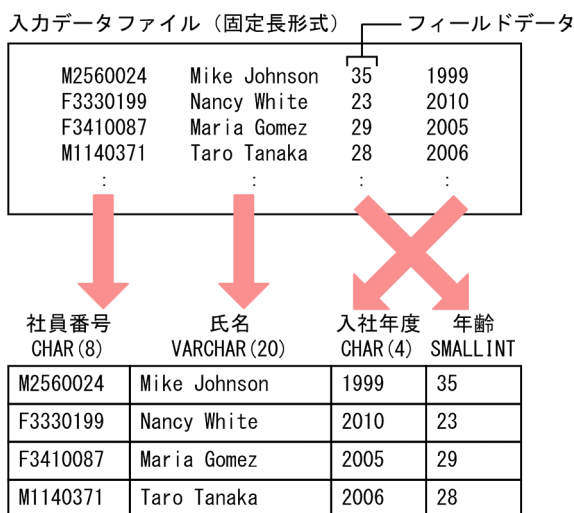 入力データファイル（固定長形式） フィールドデータ
M2560024 Mike Johnson 35 1999
F3330199 Nancy White 23 2010
F3410087 Maria Gomez 29 2005
M1140371 Taro Tanaka 28 2006
: : : :
社員番号 氏名 入社年度 年齢
CHAR(8) VARCHAR(20) CHAR(4) SMALLINT
M2560024 Mike Johnson 1999 35
F3330199 Nancy White 2010 23
F3410087 Maria Gomez 2005 29
M1140371 Taro Tanaka 2006 28